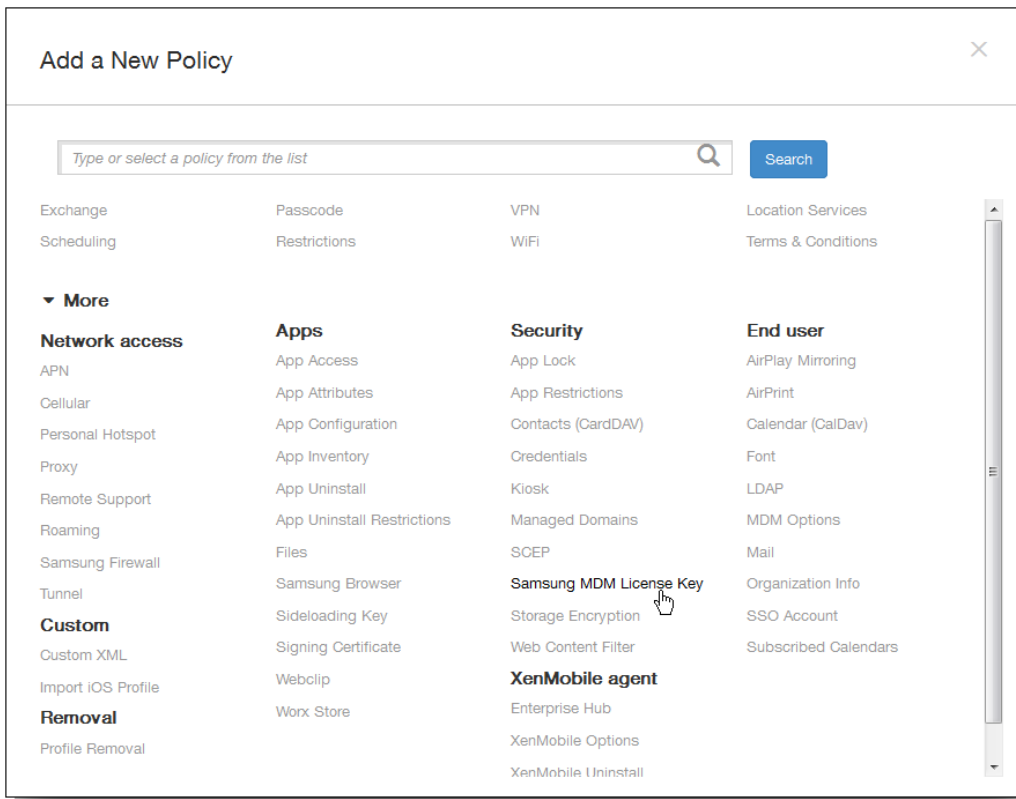 Add a New Policy
×
Type or select a policy from the list
Search
Exchange
Passcode
VPN
Location Services
Scheduling
Restrictions
WiFi
Terms & Conditions
More
Network access
APN
Cellular
Personal Hotspot
Proxy
Remote Support
Roaming
Samsung Firewall
Tunnel
Custom
Custom XML
Import iOS Profile
Removal
Profile Removal
Apps
App Access
App Attributes
App Configuration
App Inventory
App Uninstall
App Uninstall Restrictions
Files
Samsung Browser
Sideloading Key
Signing Certificate
Webclip
Worx Store
Security
App Lock
App Restrictions
Contacts (CardDAV)
Credentials
Kiosk
Managed Domains
SCEP
Samsung MDM License Key
Storage Encryption
Web Content Filter
XenMobile agent
Enterprise Hub
XenMobile Options
XenMobile Uninstall
End user
AirPlay Mirroring
AirPrint
Calendar (CalDav)
Font
LDAP
MDM Options
Mail
Organization Info
SSO Account
Subscribed Calendars